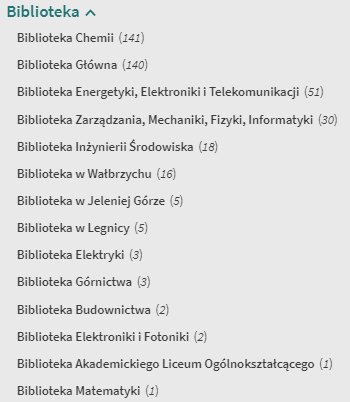 Biblioteka
Biblioteka Chemii (141)
Biblioteka Główna (140)
Biblioteka Energetyki, Elektroniki i Telekomunikacji (51)
Biblioteka Zarządzania, Mechaniki, Fizyki, Informatyki (30)
Biblioteka Inżynierii Środowiska (18)
Biblioteka w Wałbrzychu (16)
Biblioteka w Jeleniej Górze (5)
Biblioteka w Legnicy (5)
Biblioteka Elektryki (3)
Biblioteka Górnictwa (3)
Biblioteka Budownictwa (2)
Biblioteka Elektroniki i Fotoniki (2)
Biblioteka Akademickiego Liceum Ogólnokształcącego (1)
Biblioteka Matematyki (1)